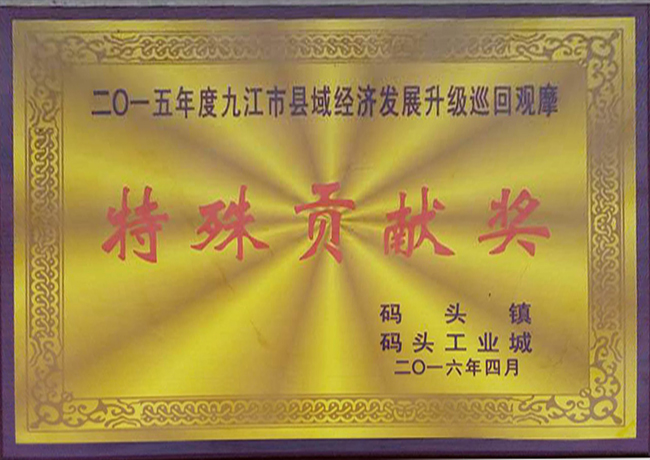 二〇一五年度九江市县域经济发展升级巡回观摩
特殊贡献奖
码头镇
码头工业城
二〇一六年四月